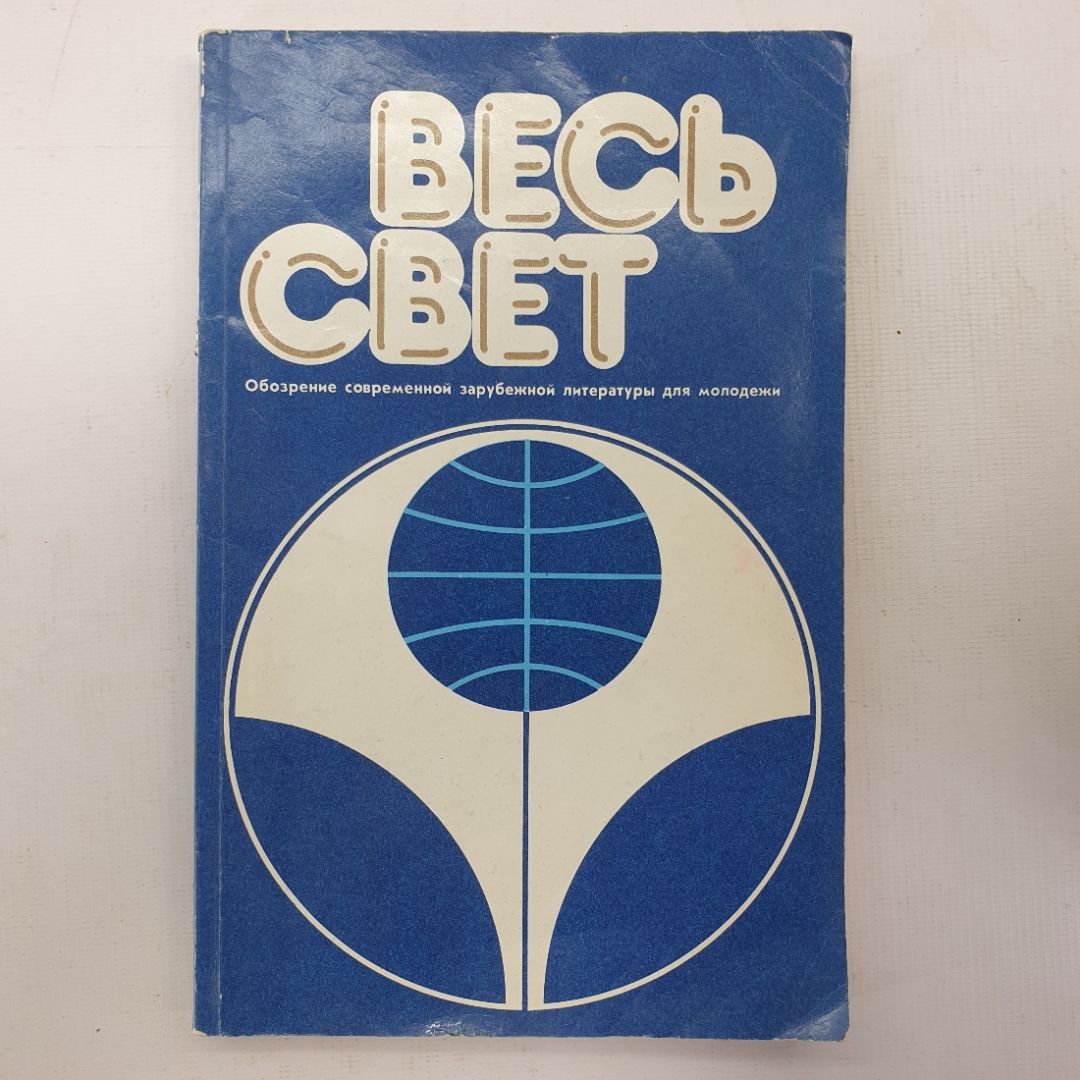 ВЕСЬ
СВЕТ
Обозрение современной зарубежной литературы для молодежи